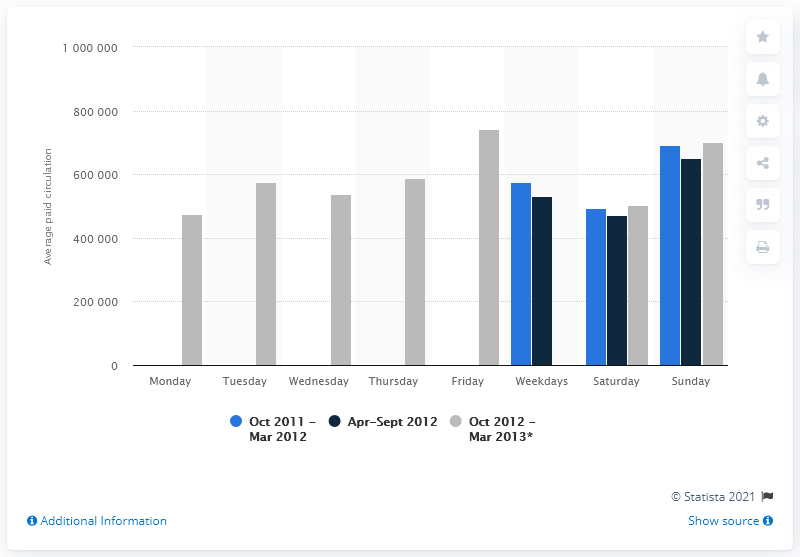 1 000 000
800 000
600 000
400 000
200 000
0
Average paid circulation
Monday
Tuesday
Wednesday
Thursday
Friday
Weekdays
Saturday
Sunday
Oct 2011 –
Mar 2012
Apr–Sept 2012
Oct 2012 –
Mar 2013*
© Statista 2021
Additional Information
Show source